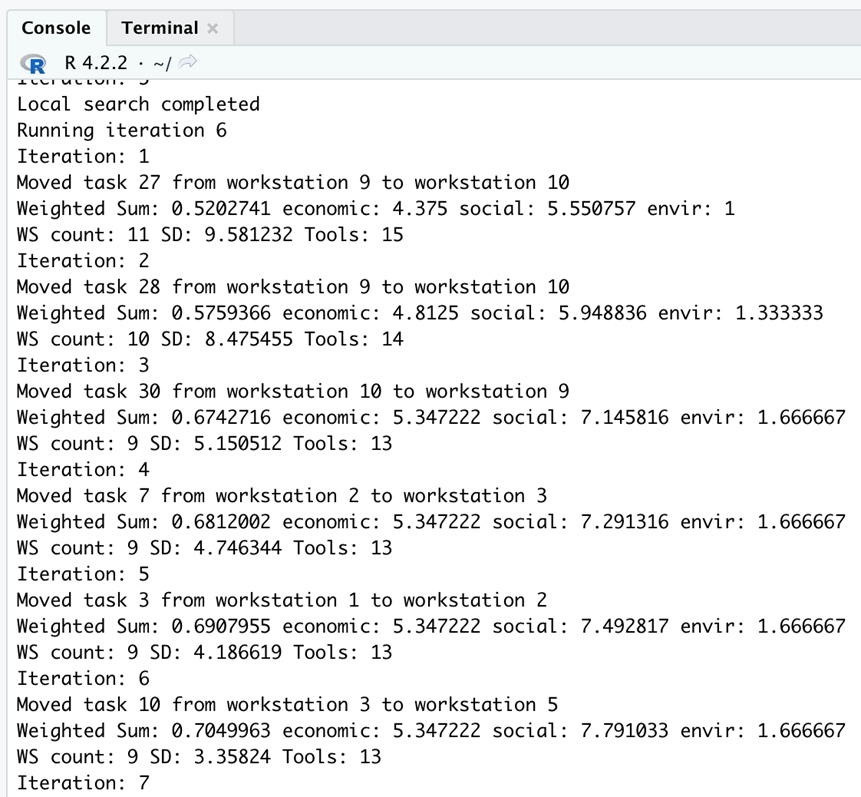 Console Terminal
R 4.2.2 · ~/
Local search completed
Running iteration 6
Iteration: 1
Moved task 27 from workstation 9 to workstation 10
Weighted Sum: 0.5202741 economic: 4.375 social: 5.550757 envir: 1
WS count: 11 SD: 9.581232 Tools: 15
Iteration: 2
Moved task 28 from workstation 9 to workstation 10
Weighted Sum: 0.5759366 economic: 4.8125 social: 5.948836 envir: 1.333333
WS count: 10 SD: 8.475455 Tools: 14
Iteration: 3
Moved task 30 from workstation 10 to workstation 9
Weighted Sum: 0.6742716 economic: 5.347222 social: 7.145816 envir: 1.666667
WS count: 9 SD: 5.150512 Tools: 13
Iteration: 4
Moved task 7 from workstation 2 to workstation 3
Weighted Sum: 0.6812002 economic: 5.347222 social: 7.291316 envir: 1.666667
WS count: 9 SD: 4.746344 Tools: 13
Iteration: 5
Moved task 3 from workstation 1 to workstation 2
Weighted Sum: 0.6907955 economic: 5.347222 social: 7.492817 envir: 1.666667
WS count: 9 SD: 4.186619 Tools: 13
Iteration: 6
Moved task 10 from workstation 3 to workstation 5
Weighted Sum: 0.7049963 economic: 5.347222 social: 7.791033 envir: 1.666667
WS count: 9 SD: 3.35824 Tools: 13
Iteration: 7